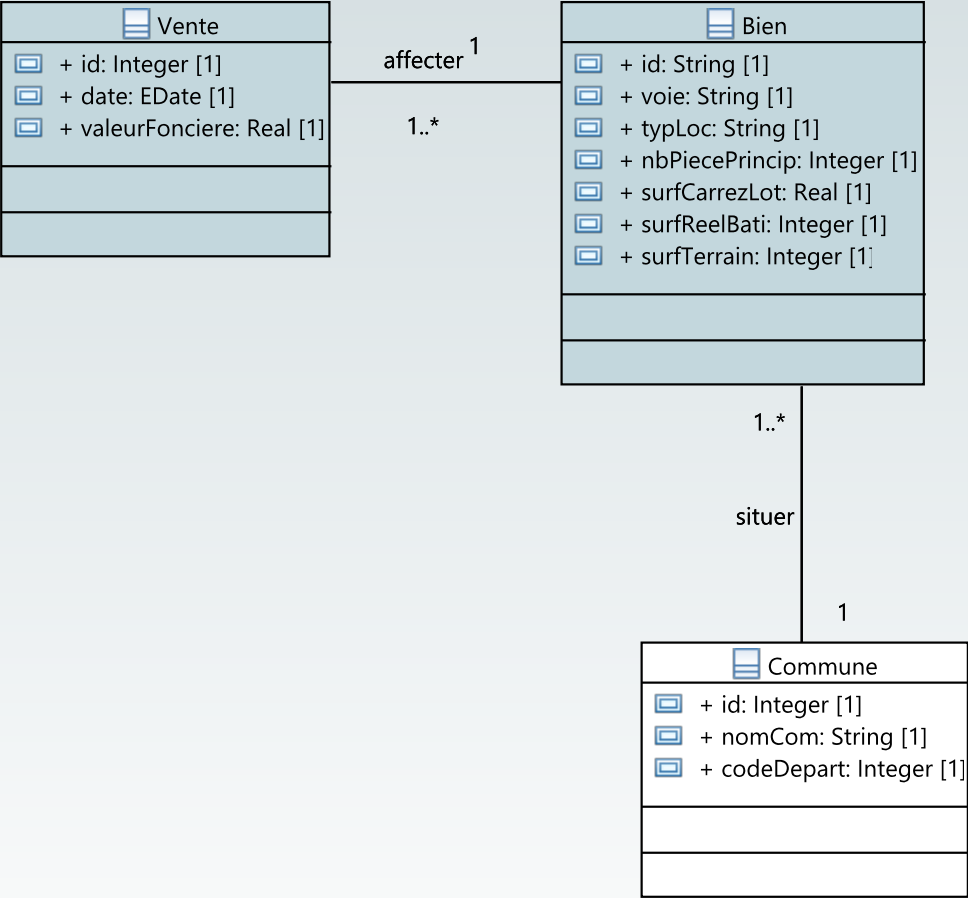 Vente
+ id: Integer [1]
+ date: EDate [1]
+ valeurFonciere: Real [1]
affecter
1
1..*
Bien
+ id: String [1]
+ voie: String [1]
+ typLoc: String [1]
+ nbPiecePrincip: Integer [1]
+ surfCarrezLot: Real [1]
+ surfReelBati: Integer [1]
+ surfTerrain: Integer [1]
1..*
situer
1
Commune
+ id: Integer [1]
+ nomCom: String [1]
+ codeDepart: Integer [1]